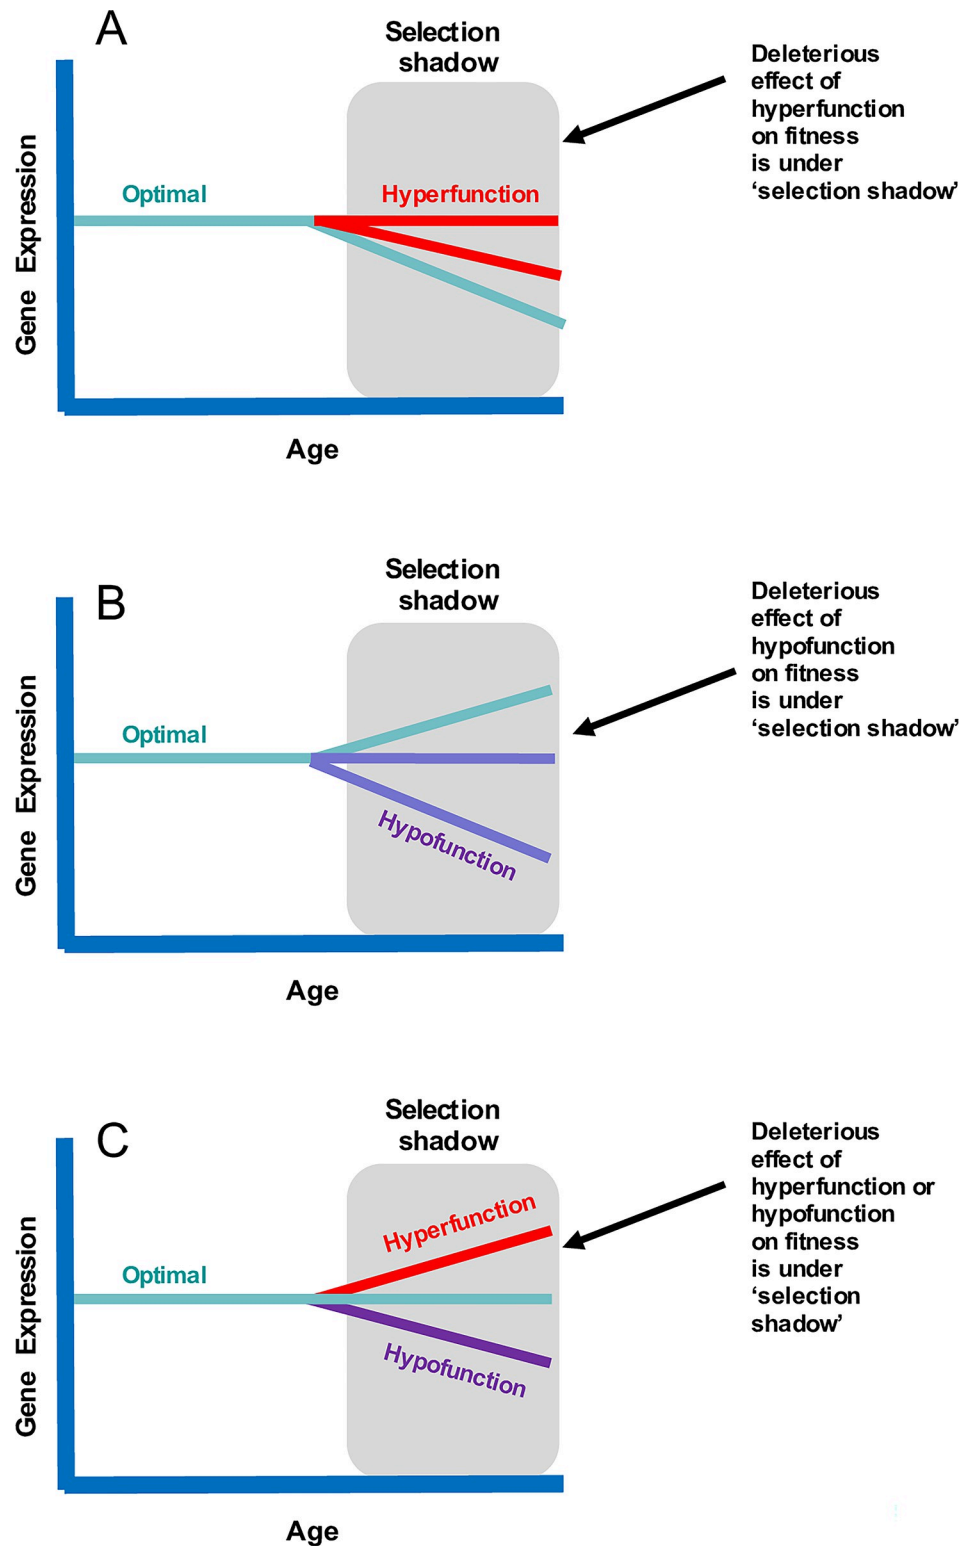 A
Selection
shadow
Deleterious
effect of
hyperfunction
on fitness
is under
‘selection shadow’
Gene Expression
Optimal
Hyperfunction
Age
B
Selection
shadow
Deleterious
effect of
hypofunction
on fitness
is under
‘selection shadow’
Gene Expression
Optimal
Hypofunction
Age
C
Selection
shadow
Deleterious
effect of
hyperfunction or
hypofunction
on fitness
is under
‘selection
shadow’
Gene Expression
Optimal
Hyperfunction
Hypofunction
Age